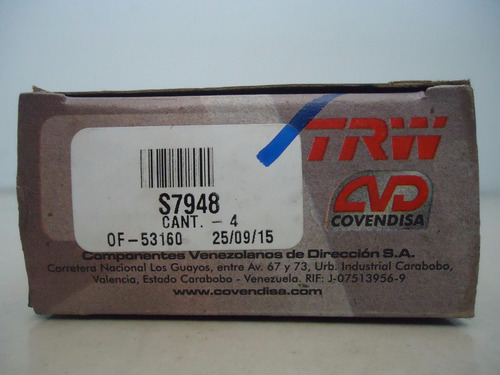 TRW
CVD
COVENDISA
S7948
CANT. - 4
OF-53160 25/09/15
Componentes Venezolanos de Dirección S.A.
Carretera Nacional Los Guayos, entre Av. 67 y 73, Urb. Industrial Carabobo,
Valencia, Estado Carabobo - Venezuela. RIF: J-07513956-9
www.covendisa.com